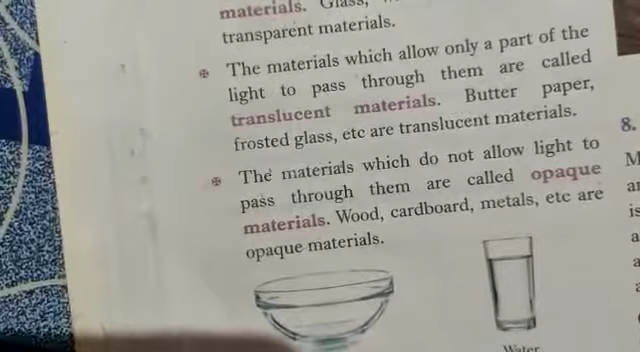 materials. Glass,
transparent materials.
The materials which allow only a part of the
light to pass through them are called
translucent materials. Butter paper,
frosted glass, etc are translucent materials.
The materials which do not allow light to
pass through them are called opaque
materials. Wood, cardboard, metals, etc are
opaque materials.
Water
8.
M
is
a
a